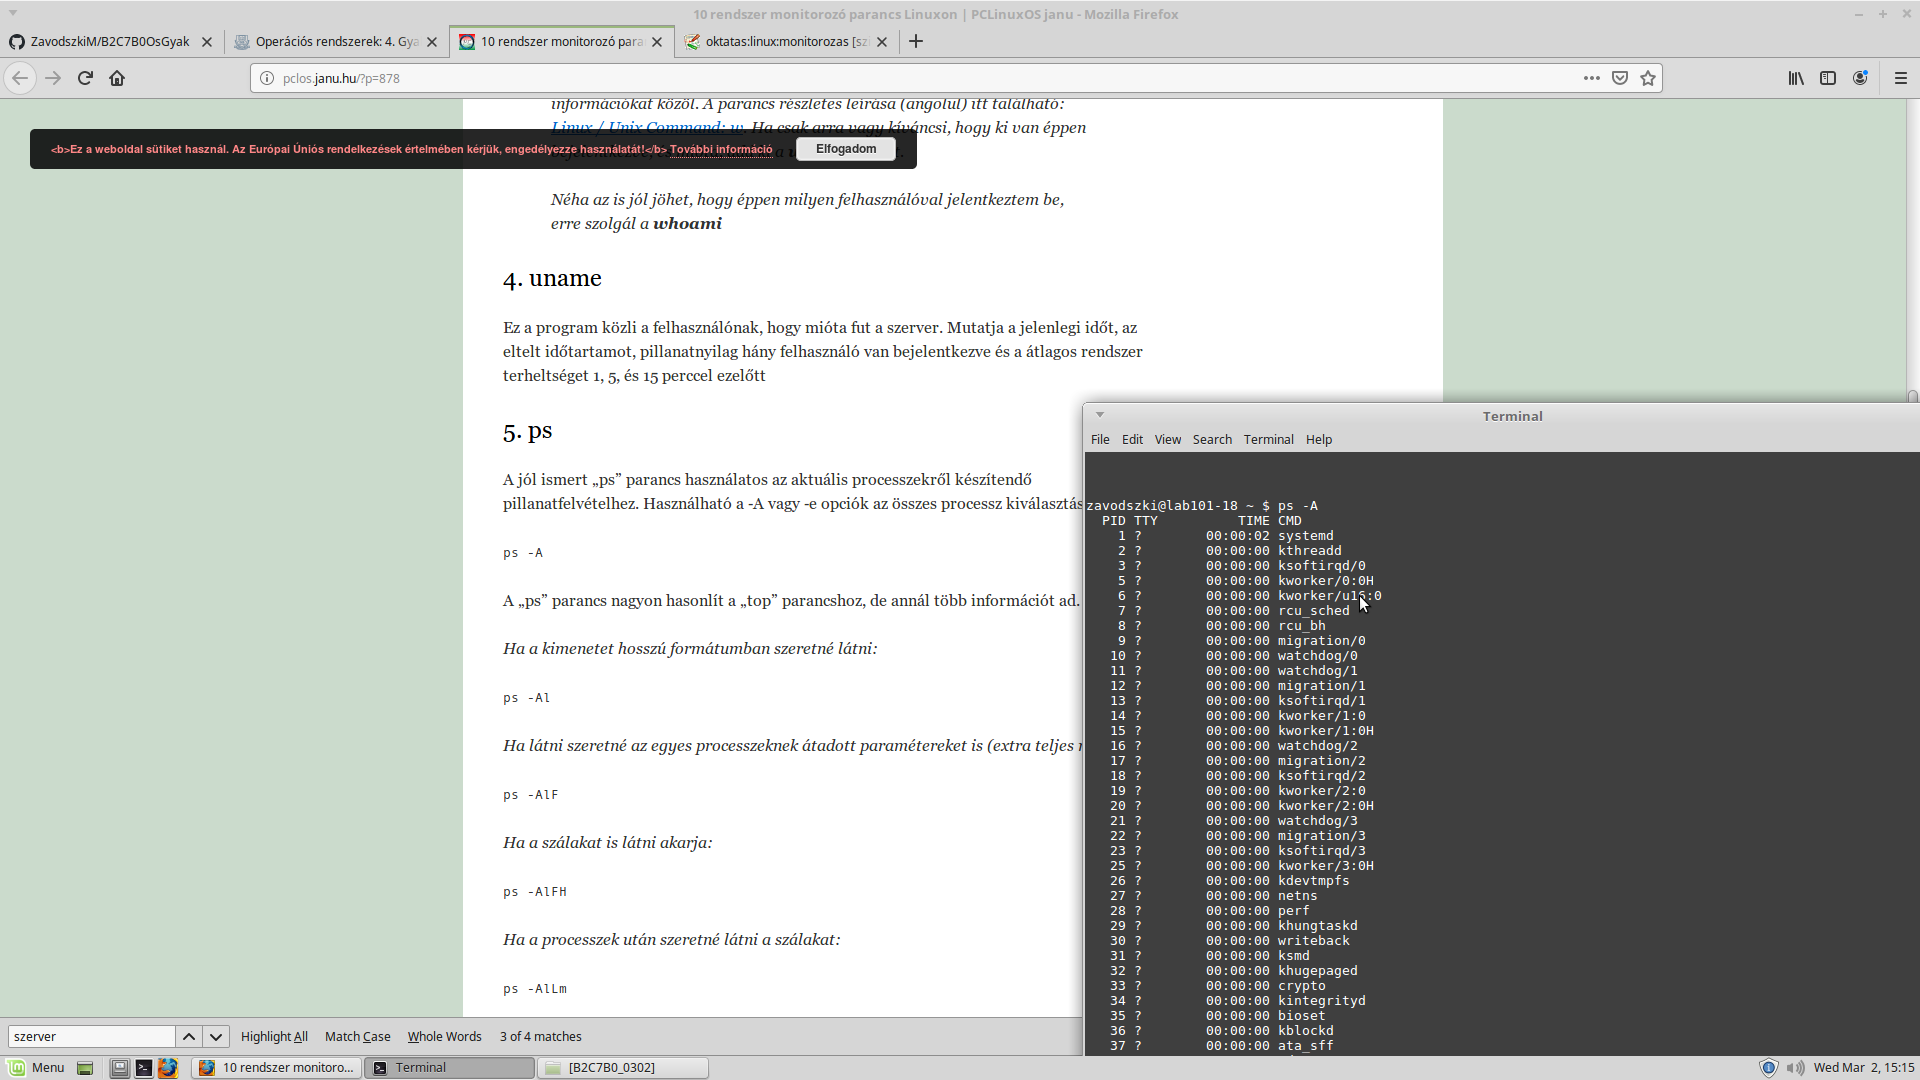 10 rendszer monitorozó parancs Linuxon | PCLinuxOS janu - Mozilla Firefox
ZavodszkiM/B2C7B0OsGyak
Operációs rendszerek: 4. Gya
10 rendszer monitorozó para
oktatas:linux:monitorozas [sz
pclos.janu.hu/?p=878
információkat közöl. A parancs részletes leírása (angolul) itt található:
Linux / Unix Command: w. Ha csak arra vagy kíváncsi, hogy ki van éppen
<b>Ez a weboldal sütiket használ. Az Európai Úniós rendelkezések értelmében kérjük, engedélyezze használatát!</b> További információ
Elfogadom
Néha az is jól jöhet, hogy éppen milyen felhasználóval jelentkeztem be,
erre szolgál a whoami
4. uname
Ez a program közli a felhasználónak, hogy mióta fut a szerver. Mutatja a jelenlegi időt, az
eltelt időtartamot, pillanatnyilag hány felhasználó van bejelentkezve és a átlagos rendszer
terheltséget 1, 5, és 15 perccel ezelőtt
5. ps
A jól ismert „ps” parancs használatos az aktuális processzekről készítendő
pillanatfelvételhez. Használható a -A vagy -e opciók az összes processz kiválasztás
ps -A
A „ps” parancs nagyon hasonlít a „top” parancshoz, de annál több információt ad.
Ha a kimenetet hosszú formátumban szeretné látni:
ps -Al
Ha látni szeretné az egyes processzeknek átadott paramétereket is (extra teljes
ps -AlF
Ha a szálakat is látni akarja:
ps -AlFH
Ha a processzek után szeretné látni a szálakat:
ps -AlLm
Terminal
File Edit View Search Terminal Help
zavodszki@lab101-18 ~ $ ps -A
PID TTY TIME CMD
1 ? 00:00:02 systemd
2 ? 00:00:00 kthreadd
3 ? 00:00:00 ksoftirqd/0
5 ? 00:00:00 kworker/0:0H
6 ? 00:00:00 kworker/u16:0
7 ? 00:00:00 rcu_sched
8 ? 00:00:00 rcu_bh
9 ? 00:00:00 migration/0
10 ? 00:00:00 watchdog/0
11 ? 00:00:00 watchdog/1
12 ? 00:00:00 migration/1
13 ? 00:00:00 ksoftirqd/1
14 ? 00:00:00 kworker/1:0
15 ? 00:00:00 kworker/1:0H
16 ? 00:00:00 watchdog/2
17 ? 00:00:00 migration/2
18 ? 00:00:00 ksoftirqd/2
19 ? 00:00:00 kworker/2:0
20 ? 00:00:00 kworker/2:0H
21 ? 00:00:00 watchdog/3
22 ? 00:00:00 migration/3
23 ? 00:00:00 ksoftirqd/3
25 ? 00:00:00 kworker/3:0H
26 ? 00:00:00 kdevtmpfs
27 ? 00:00:00 netns
28 ? 00:00:00 perf
29 ? 00:00:00 khungtaskd
30 ? 00:00:00 writeback
31 ? 00:00:00 ksmd
32 ? 00:00:00 khugepaged
33 ? 00:00:00 crypto
34 ? 00:00:00 kintegrityd
35 ? 00:00:00 bioset
36 ? 00:00:00 kblockd
37 ? 00:00:00 ata_sff
szerver Highlight All Match Case Whole Words 3 of 4 matches
Menu 10 rendszer monitoro... Terminal [B2C7B0_0302] Wed Mar 2, 15:15